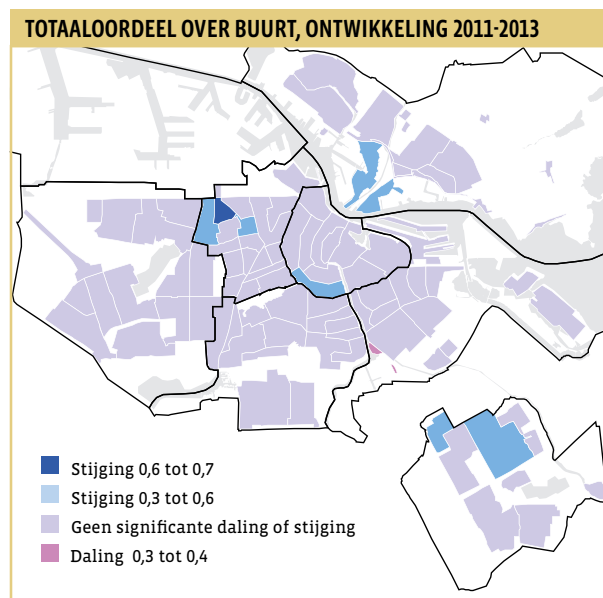 TOTAALOORDEEL OVER BUURT, ONTWIKKELING 2011-2013
Stijging 0,6 tot 0,7
Stijging 0,3 tot 0,6
Geen significante daling of stijging
Daling 0,3 tot 0,4